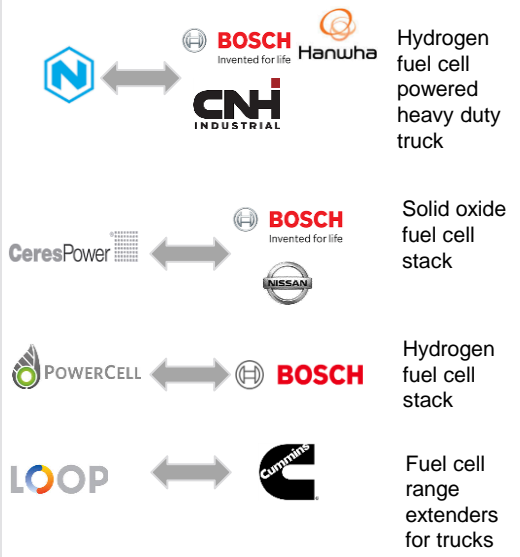 N
BOSCH
Invented for life
Hanwha
CNH
INDUSTRIAL
Hydrogen
fuel cell
powered
heavy duty
truck
CeresPower
BOSCH
Invented for life
NISSAN
Solid oxide
fuel cell
stack
POWERCELL
BOSCH
Hydrogen
fuel cell
stack
LOOP
Cummins
Fuel cell
range
extenders
for trucks